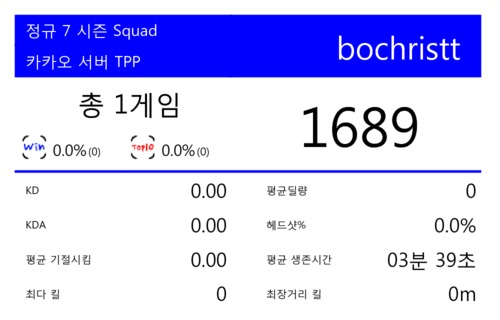 정규 7 시즌 Squad
카카오 서버 TPP
bochristt
총 1게임
Win 0.0%(0)
Top10 0.0%(0)
1689
KD 0.00
평균딜량 0
KDA 0.00
헤드샷% 0.0%
평균 기절시킴 0.00
평균 생존시간 03분 39초
최다 킬 0
최장거리 킬 0m